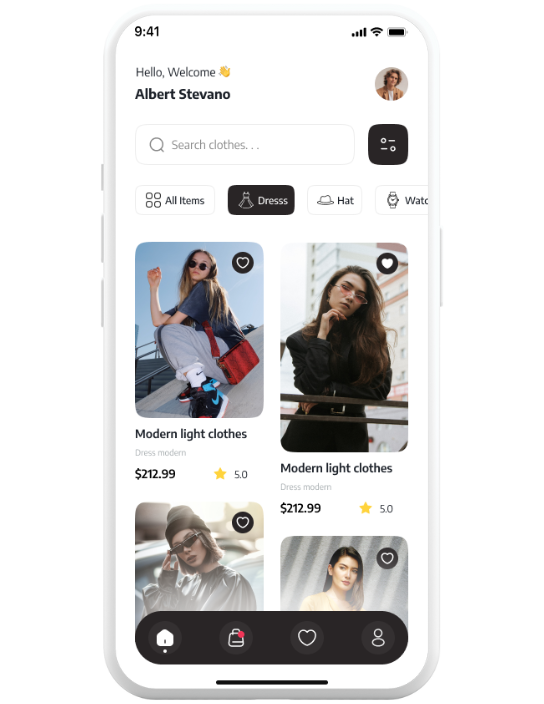 9:41
Hello, Welcome 👋
Albert Stevano
Search clothes. . .
All Items
Dresss
Hat
Watc
Modern light clothes
Dress modern
$212.99
5.0
Modern light clothes
Dress modern
$212.99
5.0